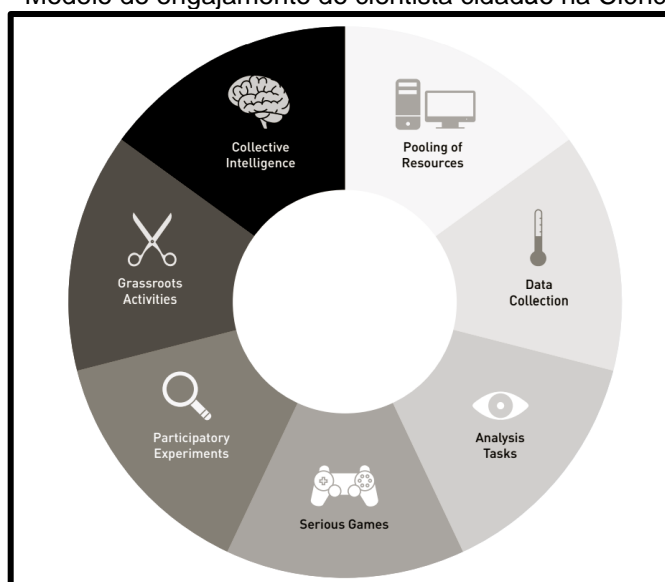 Modelo de engajamento do cientista cidadão na Ciênc
Pooling of
Resources
Data
Collection
Analysis
Tasks
Serious Games
Participatory
Experiments
Grassroots
Activities
Collective
Intelligence